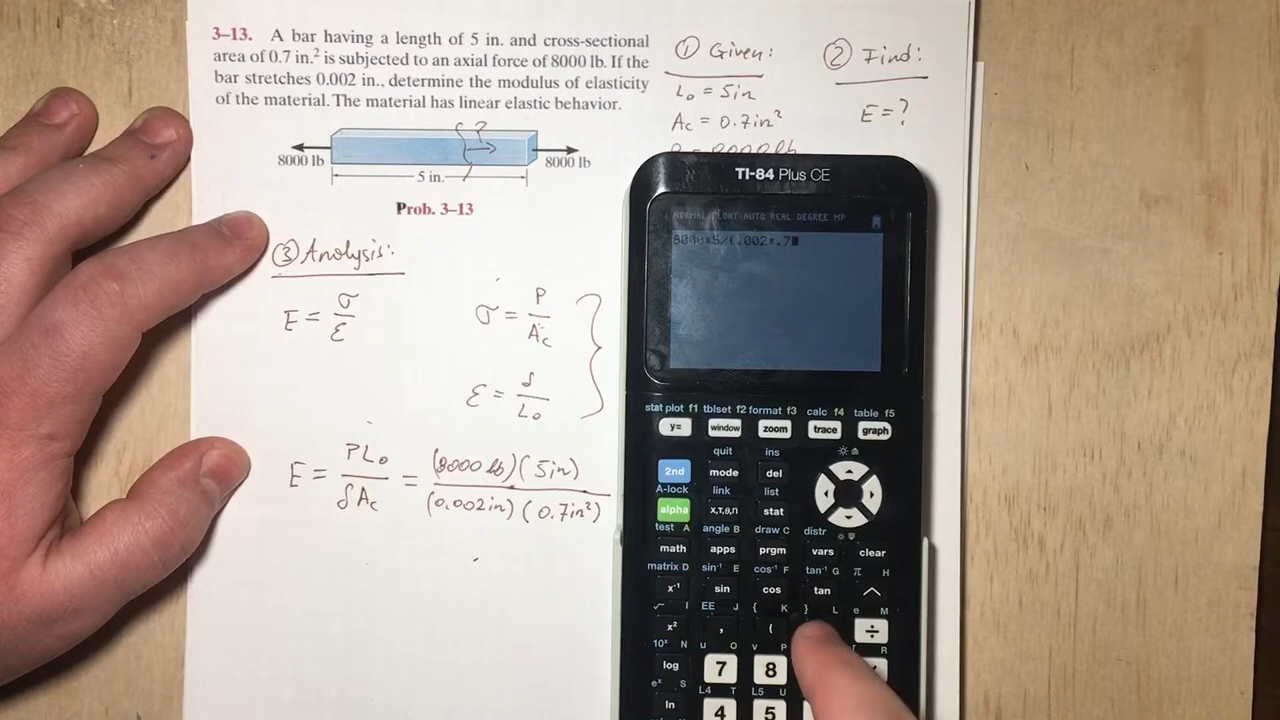 3–13. A bar having a length of 5 in. and cross-sectional
area of 0.7 in.² is subjected to an axial force of 8000 lb. If the
bar stretches 0.002 in., determine the modulus of elasticity
of the material. The material has linear elastic behavior.
8000 lb
P
8000 lb
5 in.
Prob. 3–13
① Given:
L₀ = 5in
A_c = 0.7in²
② Find:
E = ?
③ Analysis:
E = σ/ε
σ = P/A_c
ε = δ/L₀
E = PL₀/δA_c = (8000 lb)(5in)/(0.002in)(0.7in²)
TI-84 Plus CE
NORMAL FLOAT AUTO REAL DEGREE MP
8000*5/(.002*.7
stat plot f1 tblset f2 format f3 calc f4 table f5
y= window zoom trace graph
quit ins
2nd mode del
A-lock link list
alpha X,T,θ,n stat
test A angle B draw C distr
math apps prgm vars clear
matrix D sin⁻¹ E cos⁻¹ F tan⁻¹ G π H
x⁻¹ sin cos tan ^
√ I EE J { K } L e M
x² , ( ÷
10ˣ N u O v P R
log 7 8
eˣ S L4 T L5 U
ln 4 5